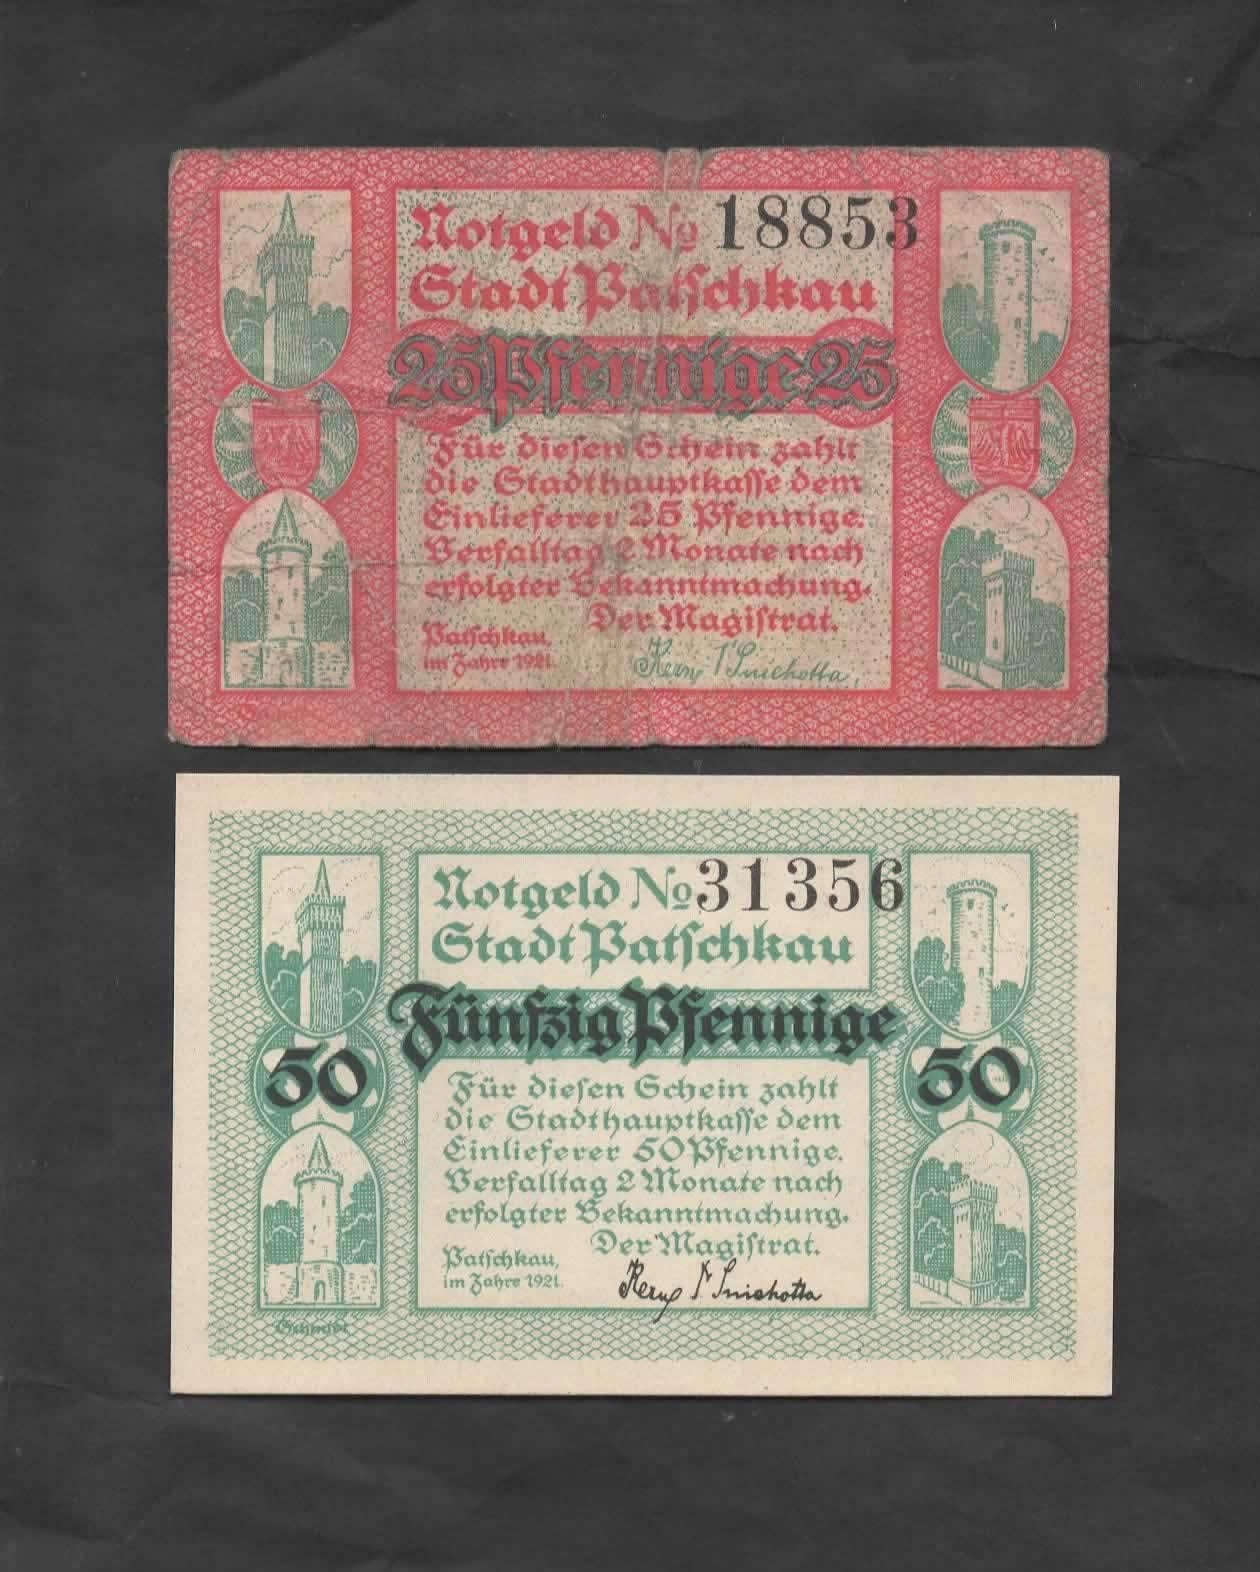 Notgeld No 18853
Stadt Patschkau
25 Pfennige 25
Für diesen Schein zahlt
die Stadthauptkasse dem
Einlieferer 25 Pfennige.
Verfalltag 2 Monate nach
erfolgter Bekanntmachung.
Der Magistrat.
Patschkau,
im Jahre 1921.
Notgeld No 31356
Stadt Patschkau
Fünfzig Pfennige
50 50
Für diesen Schein zahlt
die Stadthauptkasse dem
Einlieferer 50 Pfennige.
Verfalltag 2 Monate nach
erfolgter Bekanntmachung.
Der Magistrat.
Patschkau,
im Jahre 1921.